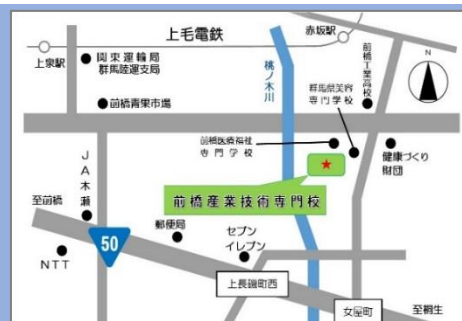 上毛電鉄
赤坂駅
上泉駅
関東運輸局
群馬陸運支局
桃ノ木川
前橋工業高校
N
群馬県美容
専門学校
前橋青果市場
前橋医療福祉
専門学校
健康づくり
財団
JA木瀬
前橋産業技術専門校
至前橋
50
郵便局
セブン
イレブン
NTT
上長磯町西
女屋町
至桐生